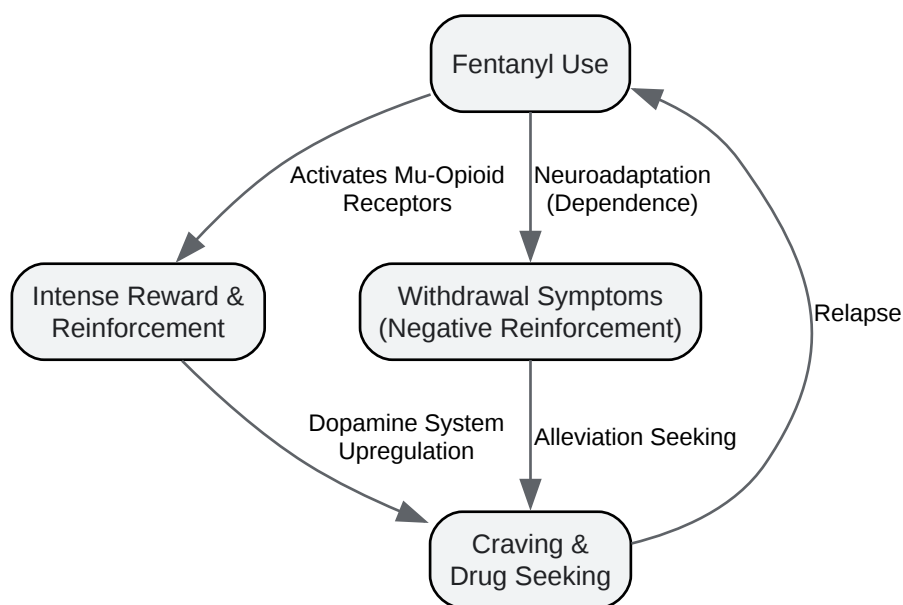 Fentanyl Use
Activates Mu-Opioid
Receptors
Neuroadaptation
(Dependence)
Intense Reward &
Reinforcement
Withdrawal Symptoms
(Negative Reinforcement)
Relapse
Dopamine System
Upregulation
Alleviation Seeking
Craving &
Drug Seeking